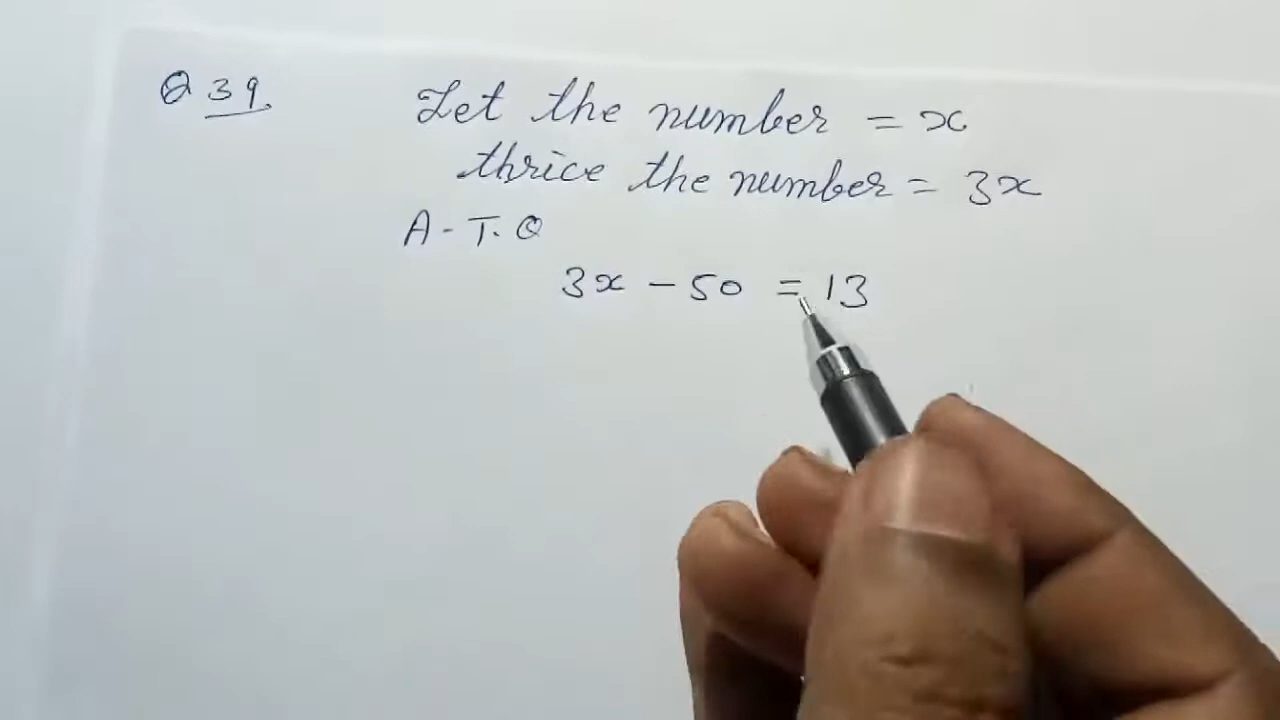 Q 39. Let the number = x
thrice the number = 3x
A - T. Q
3x - 50 = 13